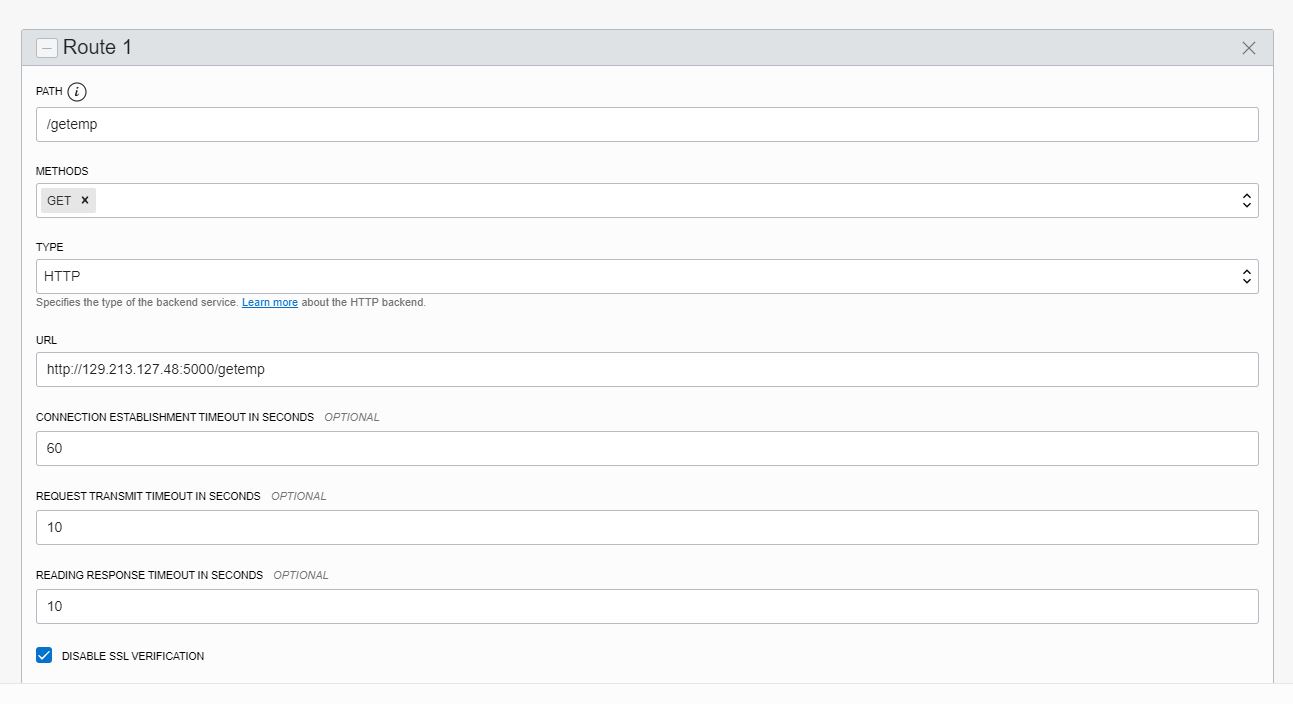 Route 1
PATH i
/getemp
METHODS
GET ×
TYPE
HTTP
Specifies the type of the backend service. Learn more about the HTTP backend.
URL
http://129.213.127.48:5000/getemp
CONNECTION ESTABLISHMENT TIMEOUT IN SECONDS OPTIONAL
60
REQUEST TRANSMIT TIMEOUT IN SECONDS OPTIONAL
10
READING RESPONSE TIMEOUT IN SECONDS OPTIONAL
10
DISABLE SSL VERIFICATION